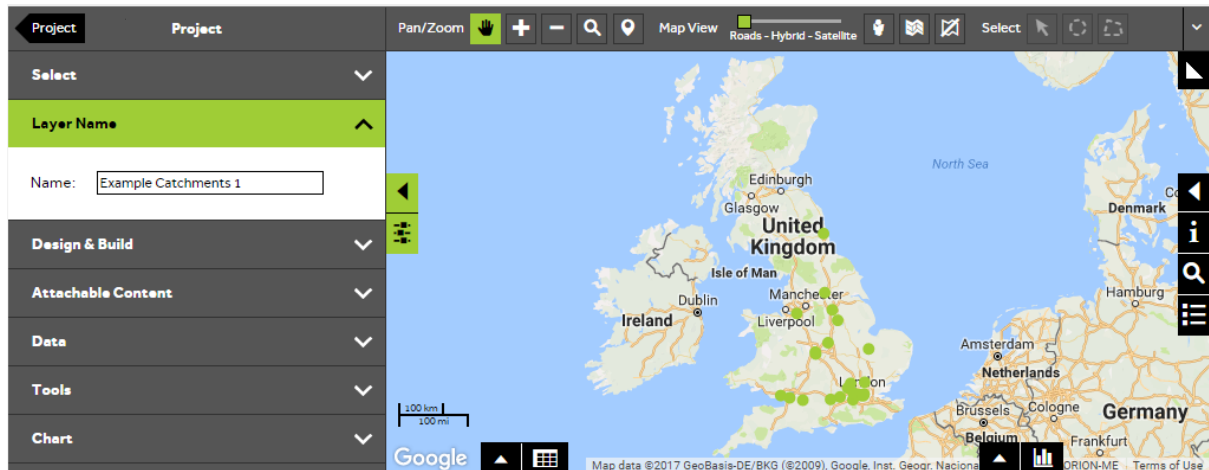 Project
Project
Pan/Zoom
Map View
Roads - Hybrid - Satellite
Select
Select
Layer Name
Name: Example Catchments 1
Design & Build
Attachable Content
Data
Tools
Chart
North Sea
Edinburgh
Glasgow
United
Kingdom
Isle of Man
Dublin
Ireland
Liverpool
Denmark
Hamburg
Amsterdam
Netherlands
Brussels
Cologne
Germany
Belgium
Frankfurt
100 km
100 mi
Google
Map data ©2017 GeoBasis-DE/BKG (©2009), Google, Inst. Geogr. Naciona
ORION-ME
Terms of Use